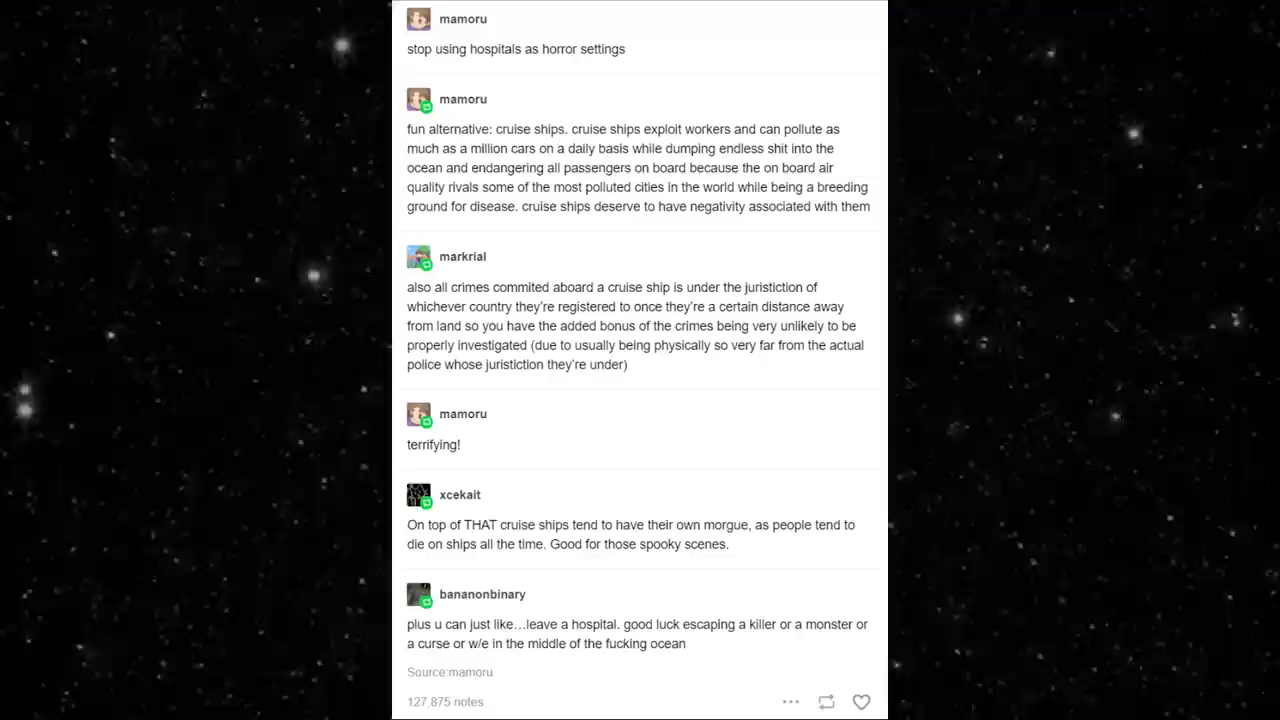 mamoru
stop using hospitals as horror settings
mamoru
fun alternative: cruise ships. cruise ships exploit workers and can pollute as
much as a million cars on a daily basis while dumping endless shit into the
ocean and endangering all passengers on board because the on board air
quality rivals some of the most polluted cities in the world while being a breeding
ground for disease. cruise ships deserve to have negativity associated with them
markrial
also all crimes commited aboard a cruise ship is under the juristiction of
whichever country they're registered to once they're a certain distance away
from land so you have the added bonus of the crimes being very unlikely to be
properly investigated (due to usually being physically so very far from the actual
police whose juristiction they're under)
mamoru
terrifying!
xcekait
On top of THAT cruise ships tend to have their own morgue, as people tend to
die on ships all the time. Good for those spooky scenes.
bananonbinary
plus u can just like…leave a hospital. good luck escaping a killer or a monster or
a curse or w/e in the middle of the fucking ocean
Source:mamoru
127,875 notes